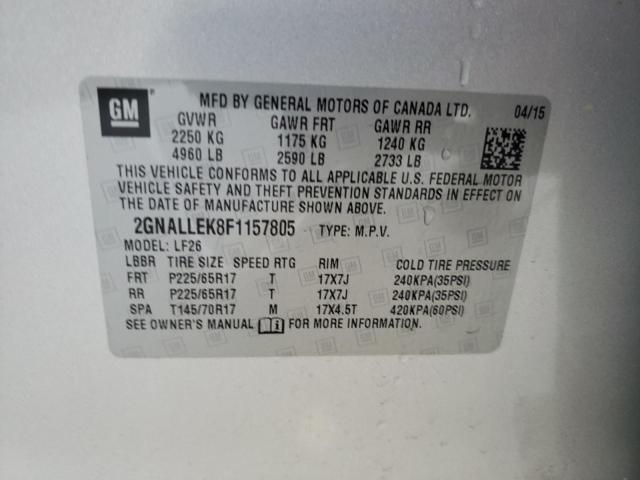 GM MFD BY GENERAL MOTORS OF CANADA LTD. 04/15
GVWR GAWR FRT GAWR RR
2250 KG 1175 KG 1240 KG
4960 LB 2590 LB 2733 LB
THIS VEHICLE CONFORMS TO ALL APPLICABLE U.S. FEDERAL MOTOR
VEHICLE SAFETY AND THEFT PREVENTION STANDARDS IN EFFECT ON
THE DATE OF MANUFACTURE SHOWN ABOVE.
2GNALLEK8F1157805 TYPE: M.P.V.
MODEL: LF26
LBBR TIRE SIZE SPEED RTG RIM COLD TIRE PRESSURE
FRT P225/65R17 T 17X7J 240KPA(35PSI)
RR P225/65R17 T 17X7J 240KPA(35PSI)
SPA T145/70R17 M 17X4.5T 420KPA(60PSI)
SEE OWNER'S MANUAL FOR MORE INFORMATION.